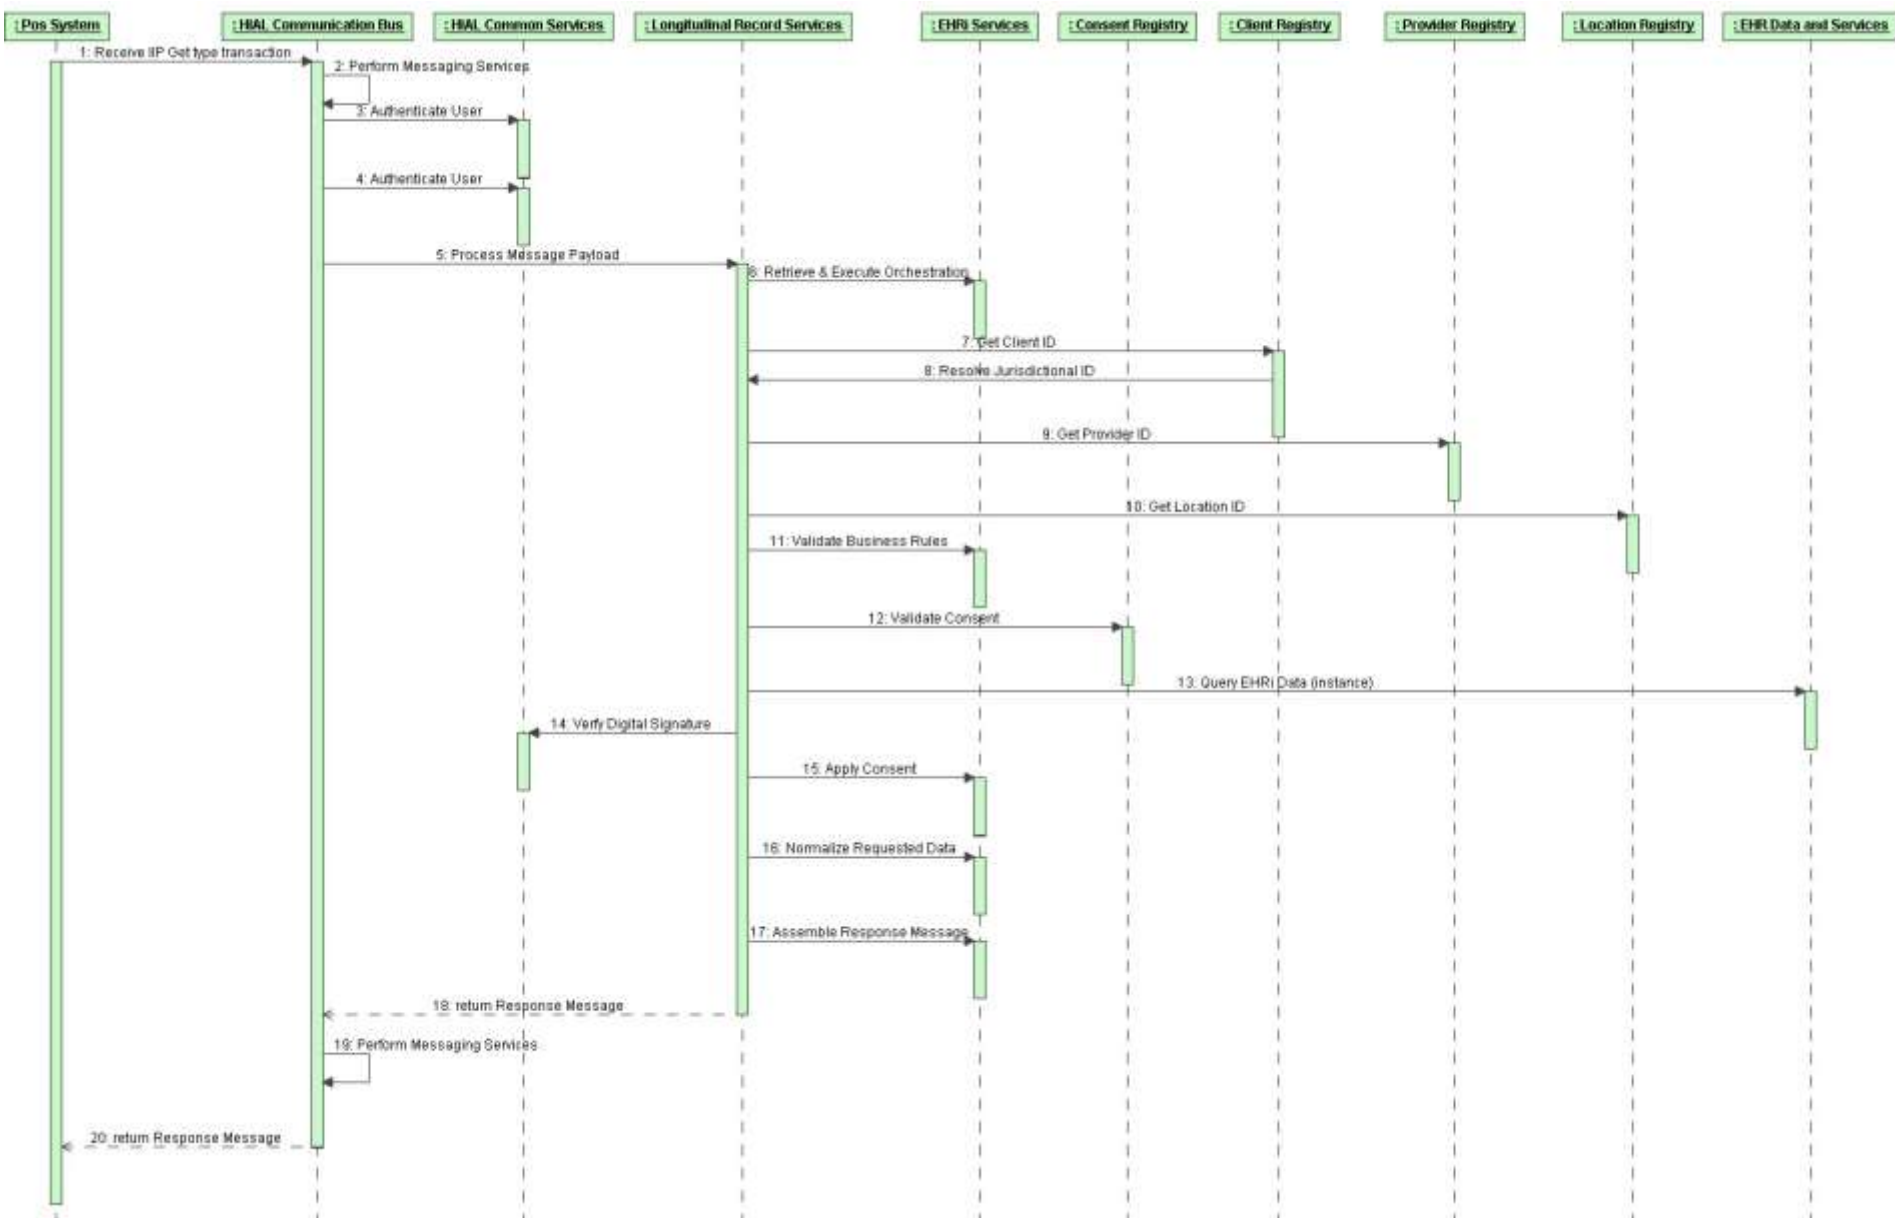 : Pos System
: HIAL Communication Bus
: HIAL Common Services
: Longitudinal Record Services
: EHRi Services
: Consent Registry
: Client Registry
: Provider Registry
: Location Registry
: EHR Data and Services
1: Receive IIP Get type transaction
2: Perform Messaging Services
3: Authenticate User
4: Authenticate User
5: Process Message Payload
6: Retrieve & Execute Orchestration
7: Get Client ID
8: Resolve Jurisdictional ID
9: Get Provider ID
10: Get Location ID
11: Validate Business Rules
12: Validate Consent
13: Query EHRi Data (instance)
14: Verfy Digital Signature
15: Apply Consent
16: Normalize Requested Data
17: Assemble Response Message
18: return Response Message
19: Perform Messaging Services
20: return Response Message